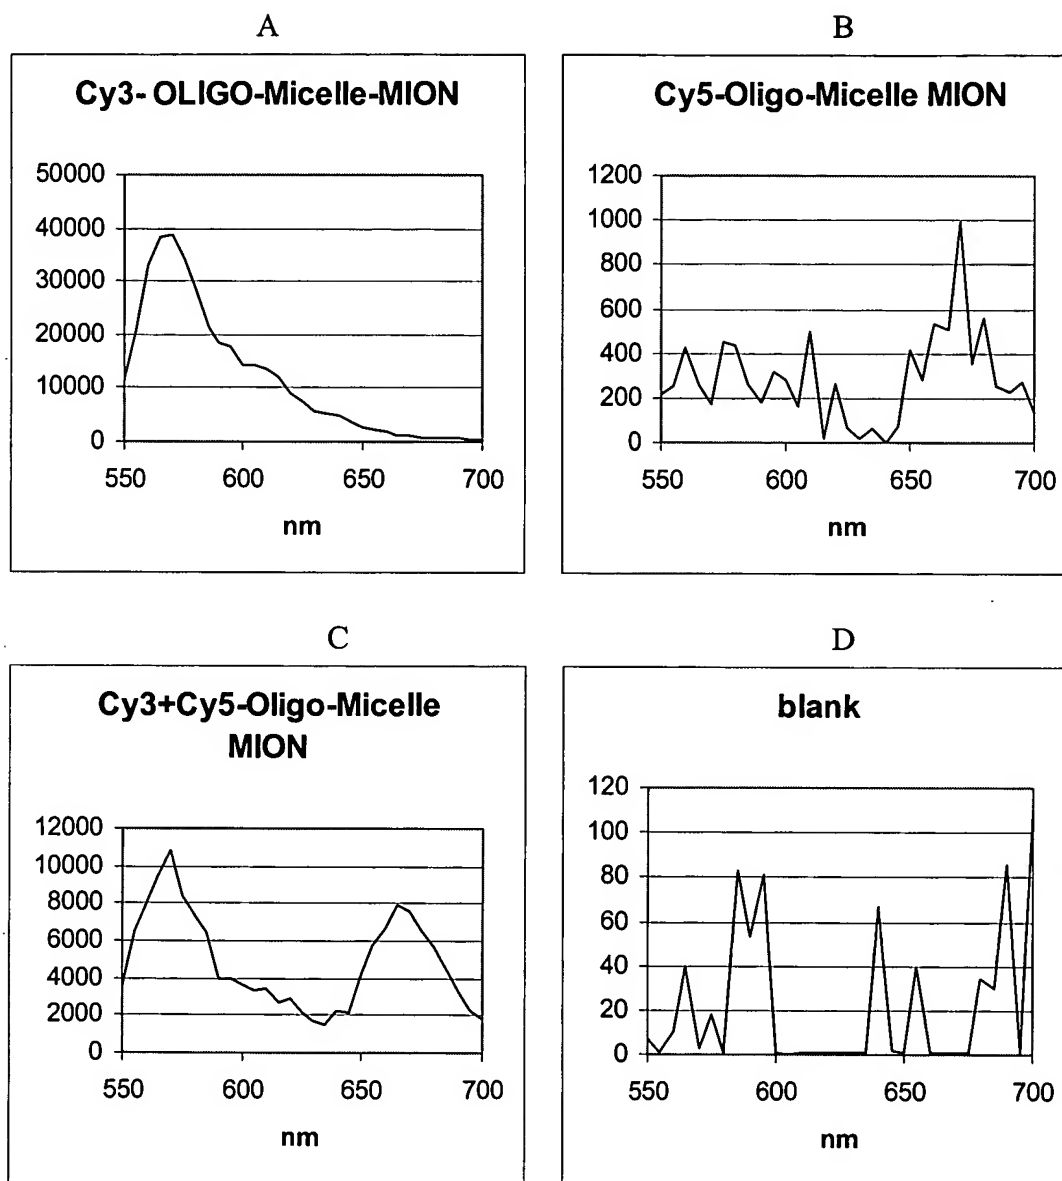 A
Cy3- OLIGO-Micelle-MION
50000
40000
30000
20000
10000
0
550 600 650 700
nm
B
Cy5-Oligo-Micelle MION
1200
1000
800
600
400
200
0
550 600 650 700
nm
C
Cy3+Cy5-Oligo-Micelle
MION
12000
10000
8000
6000
4000
2000
0
550 600 650 700
nm
D
blank
120
100
80
60
40
20
0
550 600 650 700
nm